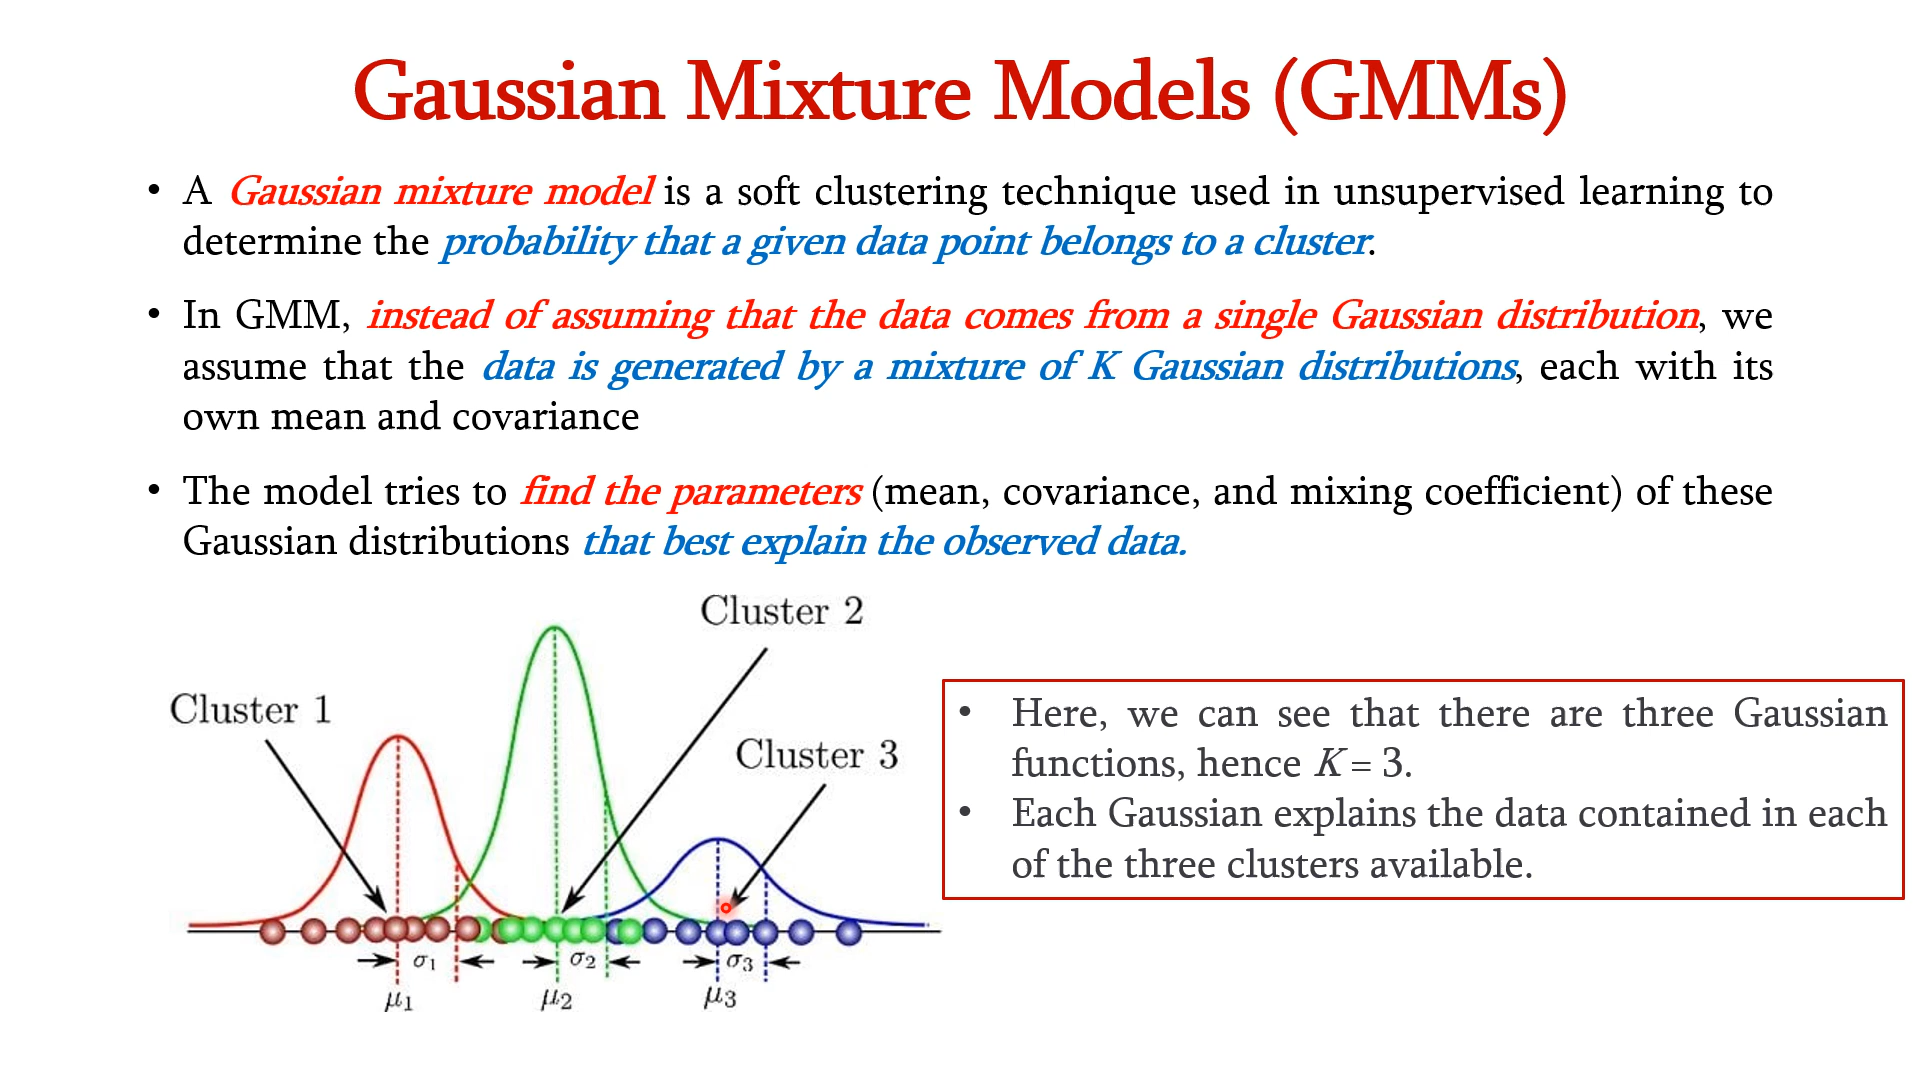 Gaussian Mixture Models (GMMs)
• A Gaussian mixture model is a soft clustering technique used in unsupervised learning to
determine the probability that a given data point belongs to a cluster.
• In GMM, instead of assuming that the data comes from a single Gaussian distribution, we
assume that the data is generated by a mixture of K Gaussian distributions, each with its
own mean and covariance
• The model tries to find the parameters (mean, covariance, and mixing coefficient) of these
Gaussian distributions that best explain the observed data.
Cluster 2
Cluster 1
Cluster 3
σ1
σ2
σ3
μ1
μ2
μ3
• Here, we can see that there are three Gaussian
functions, hence K = 3.
• Each Gaussian explains the data contained in each
of the three clusters available.